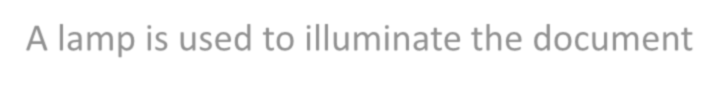 A lamp is used to illuminate the document